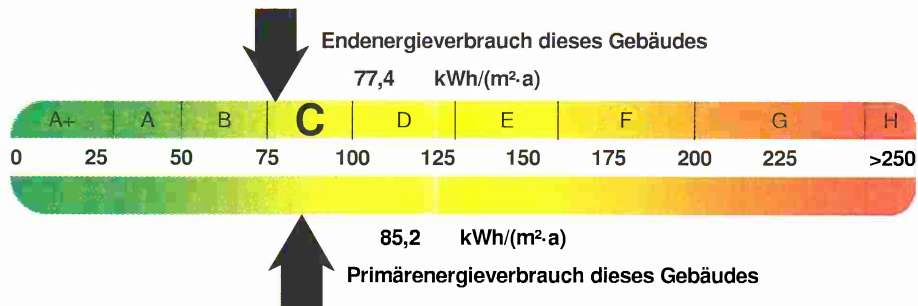 Endenergieverbrauch dieses Gebäudes
77,4 kWh/(m²·a)
A+ A B C D E F G H
0 25 50 75 100 125 150 175 200 225 >250
85,2 kWh/(m²·a)
Primärenergieverbrauch dieses Gebäudes